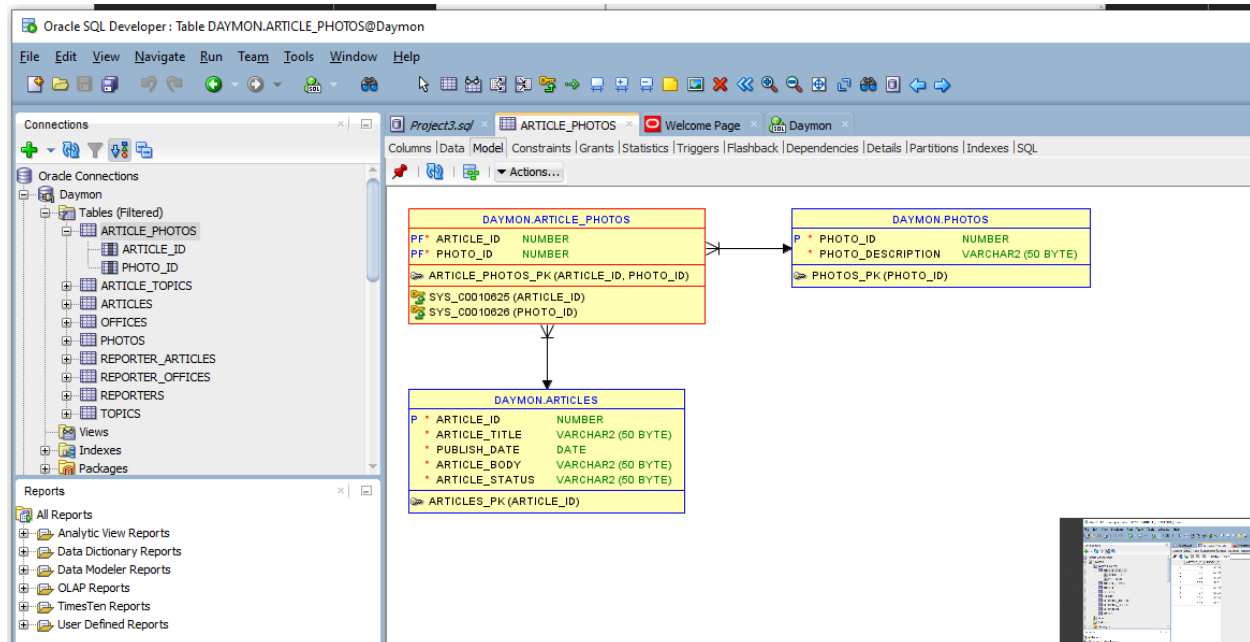 Oracle SQL Developer : Table DAYMON.ARTICLE_PHOTOS@Daymon
File Edit View Navigate Run Team Tools Window Help
SQL
Connections
Oracle Connections
Daymon
Tables (Filtered)
ARTICLE_PHOTOS
ARTICLE_ID
PHOTO_ID
ARTICLE_TOPICS
ARTICLES
OFFICES
PHOTOS
REPORTER_ARTICLES
REPORTER_OFFICES
REPORTERS
TOPICS
Views
Indexes
Packages
Reports
All Reports
Analytic View Reports
Data Dictionary Reports
Data Modeler Reports
OLAP Reports
TimesTen Reports
User Defined Reports
Project3.sql ARTICLE_PHOTOS Welcome Page Daymon
Columns | Data | Model | Constraints | Grants | Statistics | Triggers | Flashback | Dependencies | Details | Partitions | Indexes | SQL
Actions...
DAYMON.ARTICLE_PHOTOS
PF* ARTICLE_ID NUMBER
PF* PHOTO_ID NUMBER
ARTICLE_PHOTOS_PK (ARTICLE_ID, PHOTO_ID)
SYS_C0010625 (ARTICLE_ID)
SYS_C0010626 (PHOTO_ID)
DAYMON.PHOTOS
P * PHOTO_ID NUMBER
* PHOTO_DESCRIPTION VARCHAR2 (50 BYTE)
PHOTOS_PK (PHOTO_ID)
DAYMON.ARTICLES
P * ARTICLE_ID NUMBER
* ARTICLE_TITLE VARCHAR2 (50 BYTE)
* PUBLISH_DATE DATE
* ARTICLE_BODY VARCHAR2 (50 BYTE)
* ARTICLE_STATUS VARCHAR2 (50 BYTE)
ARTICLES_PK (ARTICLE_ID)